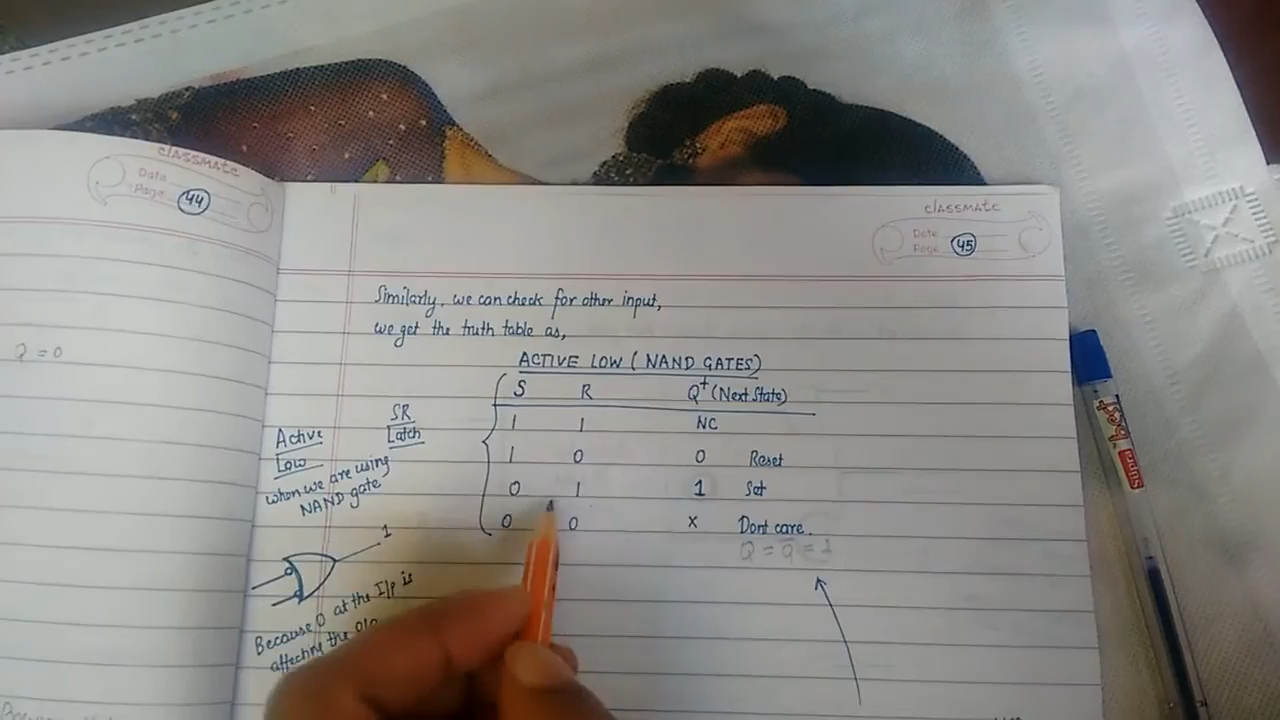 classmate
Date
Page 44
Q = 0
classmate
Date
Page 45
Similarly, we can check for other input,
we get the truth table as,
ACTIVE LOW (NAND GATES)
S R Q+ (Next State)
1 1 NC
1 0 0 Reset
0 1 1 Set
0 0 x Dont care.
Q = Q̅ = 1
SR
Latch
Active
Low
when we are using
NAND gate
1
Because 0 at the I/p is
affecting the O/P
Supra
best